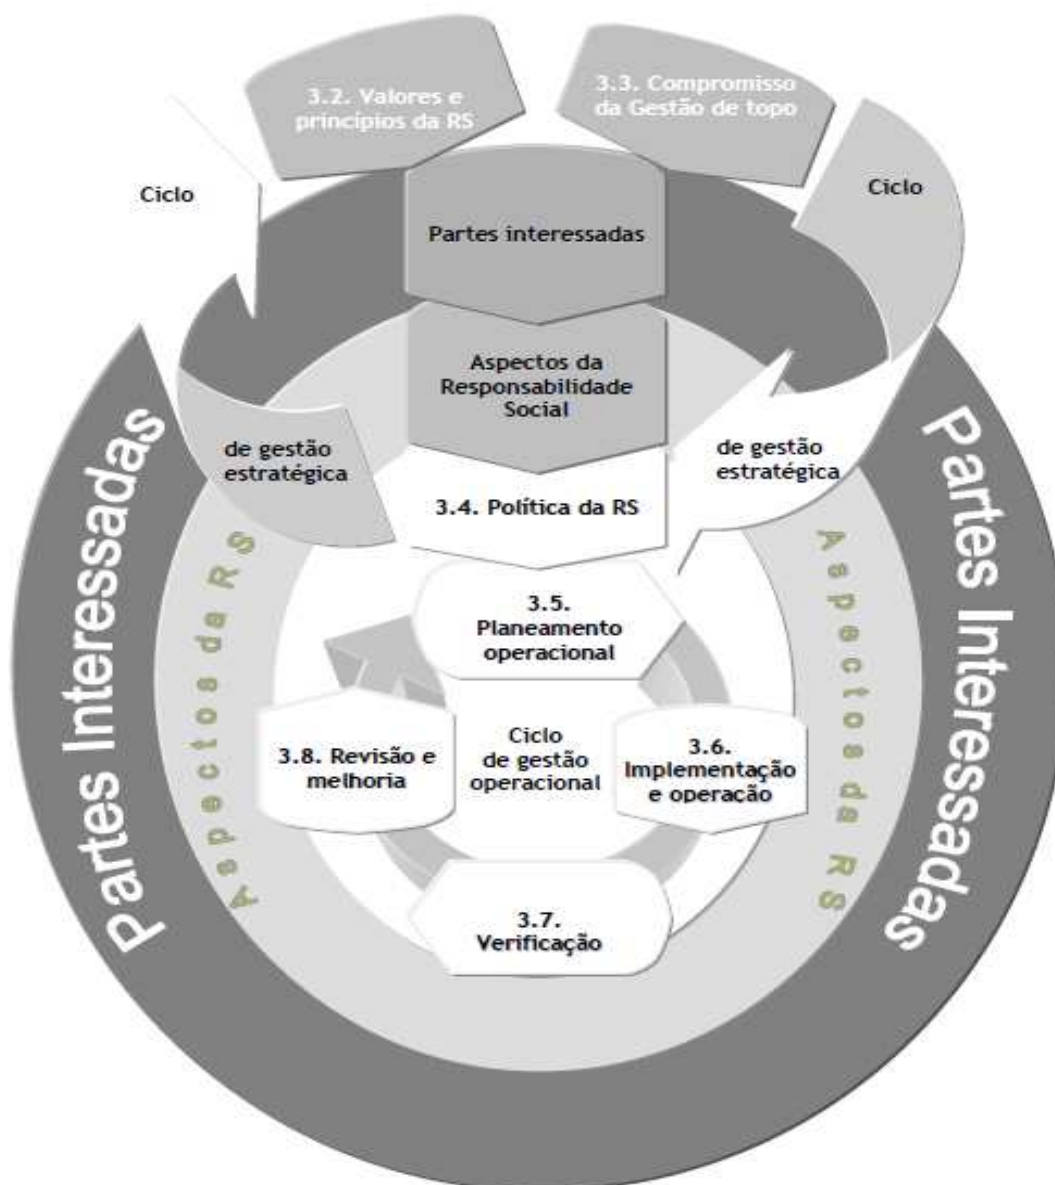 3.2. Valores e
princípios da RS
3.3. Compromisso
da Gestão de topo
Ciclo
Ciclo
Partes interessadas
Aspectos da
Responsabilidade
Social
de gestão
estratégica
de gestão
estratégica
3.4. Política da RS
Partes Interessadas
Aspectos da RS
Aspectos da RS
Partes Interessadas
3.5.
Planeamento
operacional
3.8. Revisão e
melhoria
Ciclo
de gestão
operacional
3.6.
Implementação
e operação
3.7.
Verificação